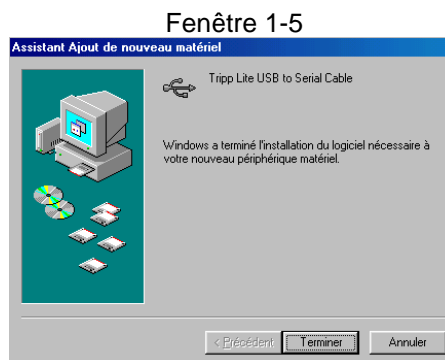 Fenêtre 1-5
Assistant Ajout de nouveau matériel
Tripp Lite USB to Serial Cable
Windows a terminé l'installation du logiciel nécessaire à
votre nouveau périphérique matériel.
< Précédent Terminer Annuler